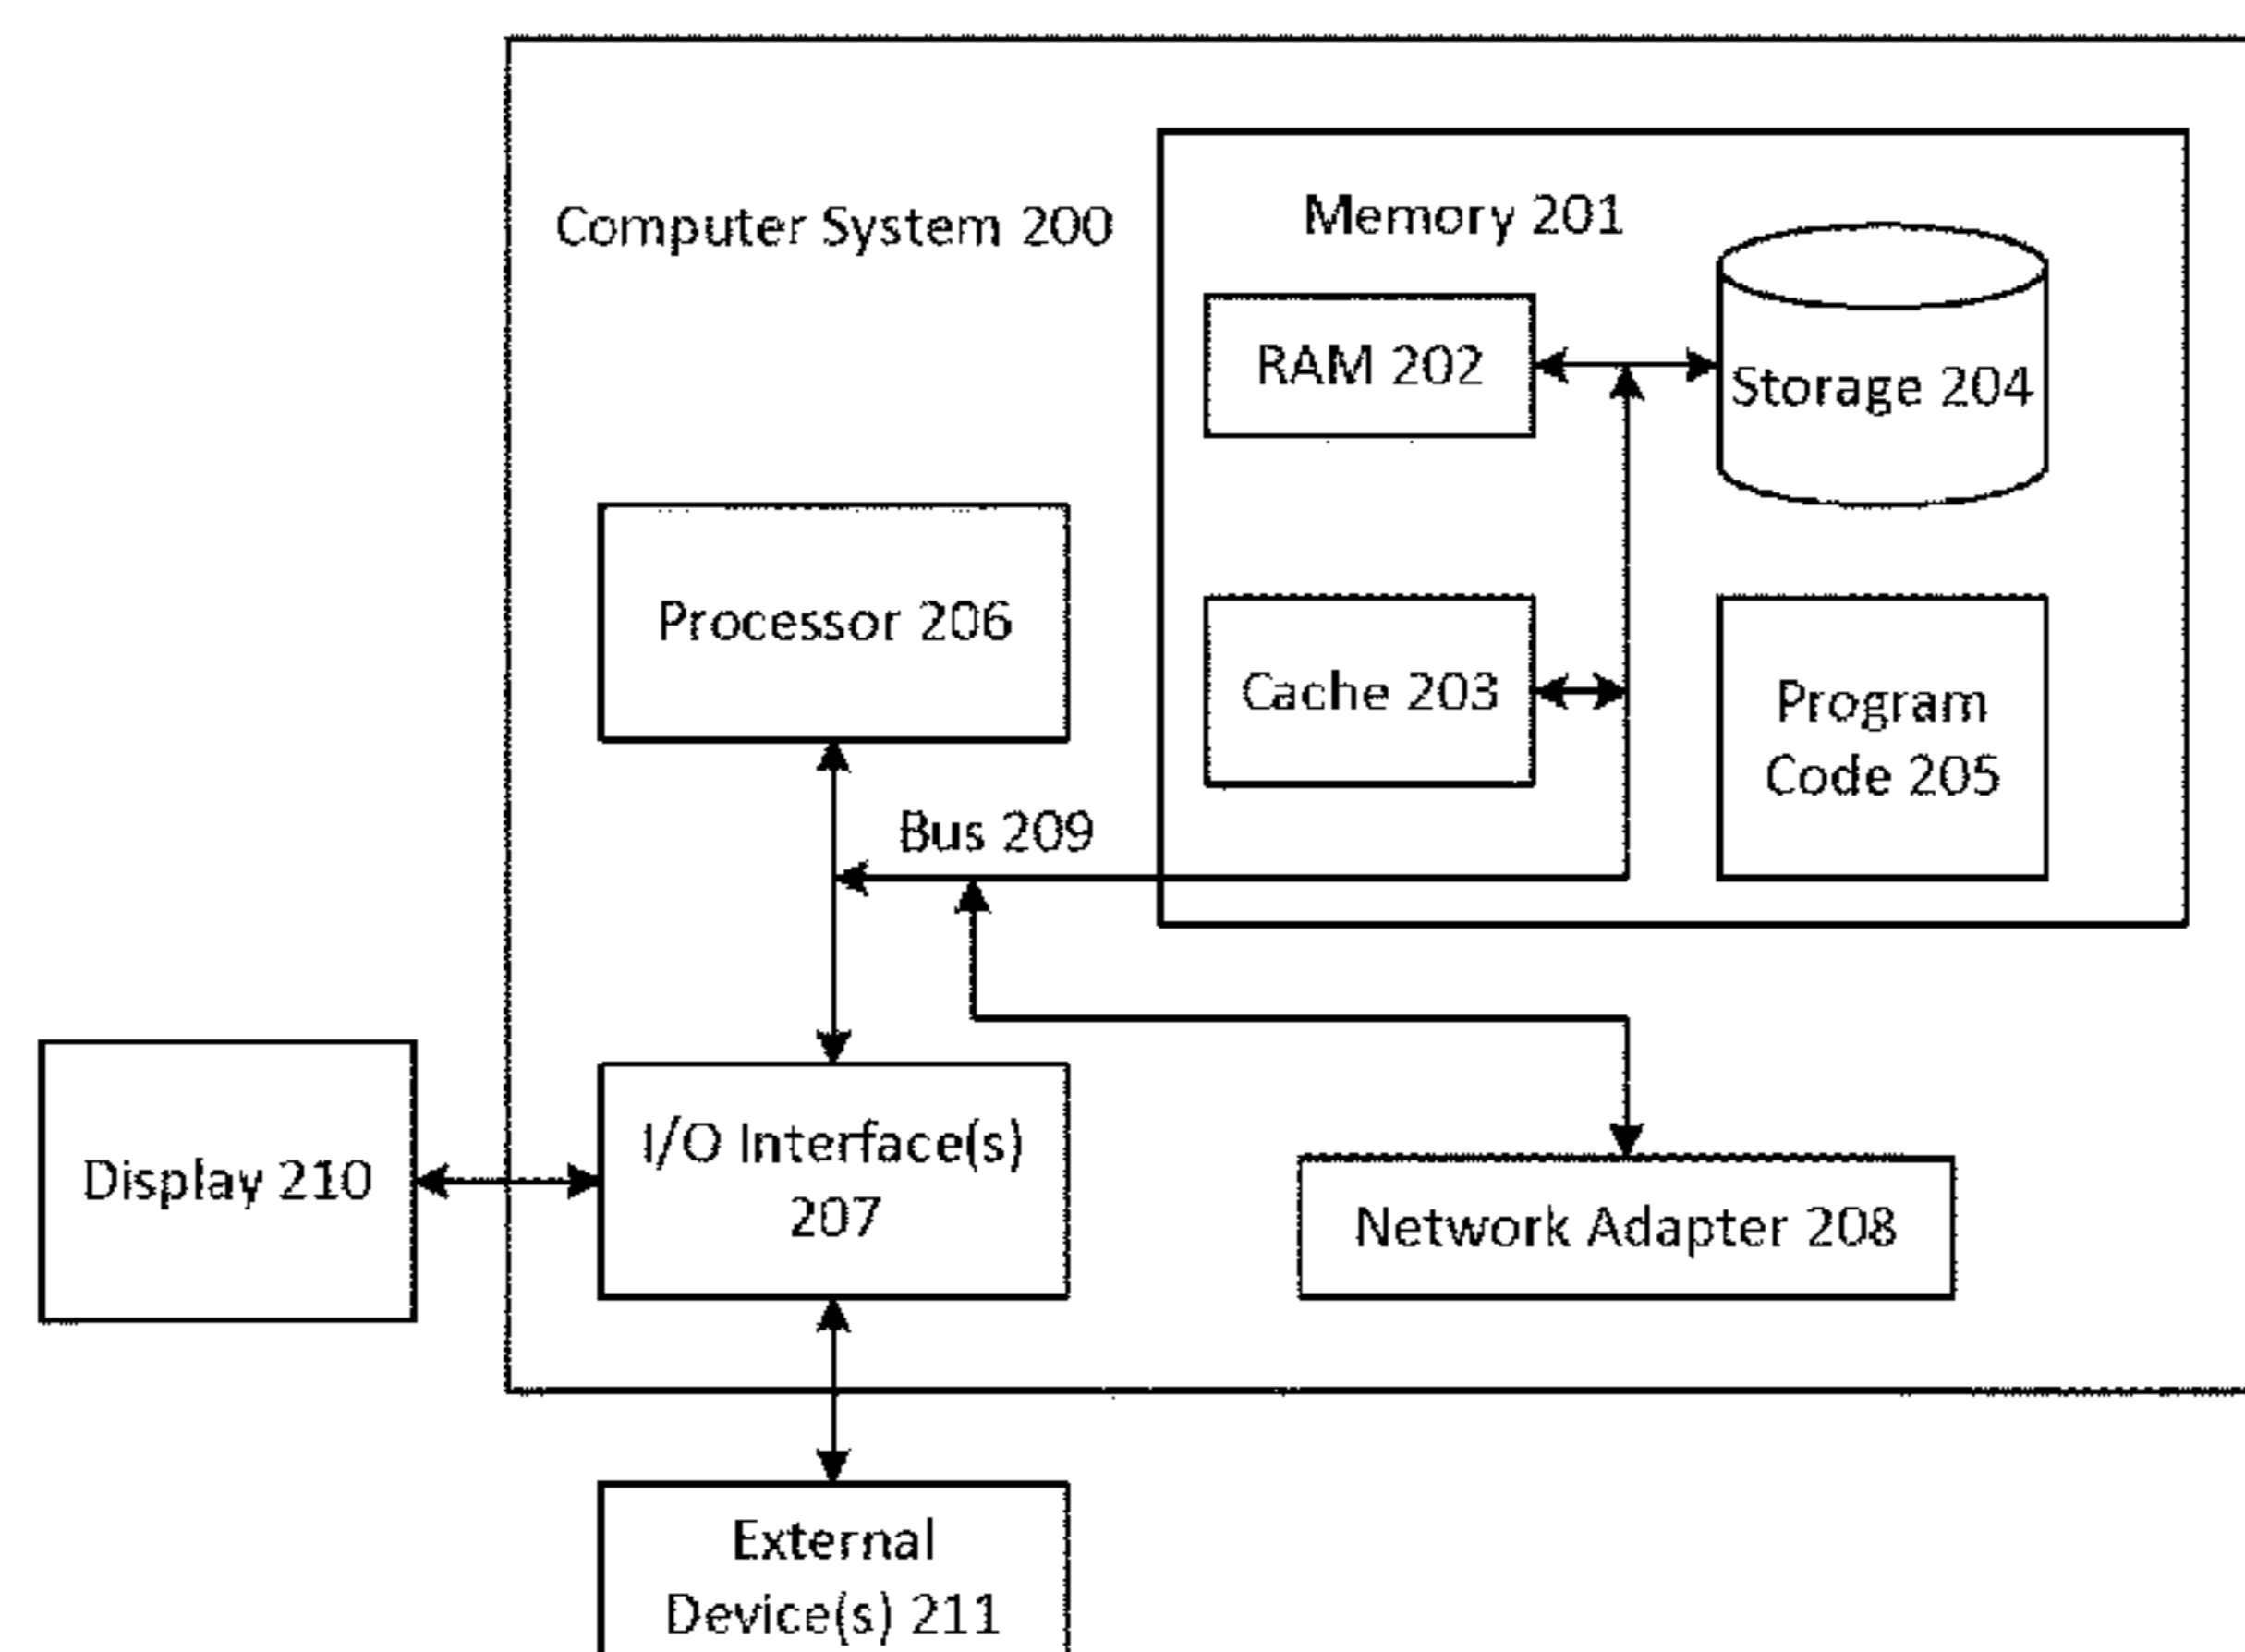 Computer System 200
Memory 201
RAM 202
Storage 204
Processor 206
Cache 203
Program
Code 205
Bus 209
Display 210
I/O Interface(s)
207
Network Adapter 208
External
Device(s) 211